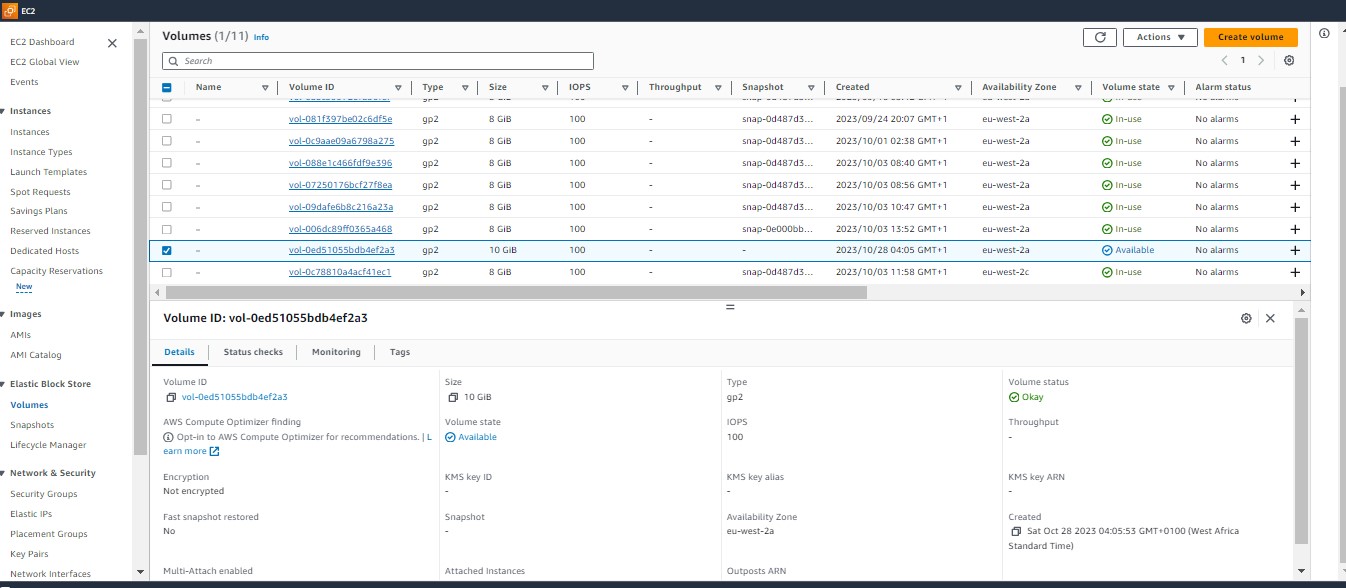 EC2
EC2 Dashboard
EC2 Global View
Events
Instances
Instances
Instance Types
Launch Templates
Spot Requests
Savings Plans
Reserved Instances
Dedicated Hosts
Capacity Reservations
New
Images
AMIs
AMI Catalog
Elastic Block Store
Volumes
Snapshots
Lifecycle Manager
Network & Security
Security Groups
Elastic IPs
Placement Groups
Key Pairs
Network Interfaces
Volumes (1/11) Info
Actions
Create volume
Search
1
Name Volume ID Type Size IOPS Throughput Snapshot Created Availability Zone Volume state Alarm status
– vol-081f397be02c6df5e gp2 8 GiB 100 - snap-0d487d3... 2023/09/24 20:07 GMT+1 eu-west-2a In-use No alarms +
– vol-0c9aae09a6798a275 gp2 8 GiB 100 - snap-0d487d3... 2023/10/01 02:38 GMT+1 eu-west-2a In-use No alarms +
– vol-088e1c466fdf9e396 gp2 8 GiB 100 - snap-0d487d3... 2023/10/03 08:40 GMT+1 eu-west-2a In-use No alarms +
– vol-07250176bcf27f8ea gp2 8 GiB 100 - snap-0d487d3... 2023/10/03 08:56 GMT+1 eu-west-2a In-use No alarms +
– vol-09dafe6b8c216a23a gp2 8 GiB 100 - snap-0d487d3... 2023/10/03 10:47 GMT+1 eu-west-2a In-use No alarms +
– vol-006dc89ff0365a468 gp2 8 GiB 100 - snap-0e000bb... 2023/10/03 13:52 GMT+1 eu-west-2a In-use No alarms +
– vol-0ed51055bdb4ef2a3 gp2 10 GiB 100 - - 2023/10/28 04:05 GMT+1 eu-west-2a Available No alarms +
– vol-0c78810a4acf41ec1 gp2 8 GiB 100 - snap-0d487d3... 2023/10/03 11:58 GMT+1 eu-west-2c In-use No alarms +
Volume ID: vol-0ed51055bdb4ef2a3
Details Status checks Monitoring Tags
Volume ID Size Type Volume status
vol-0ed51055bdb4ef2a3 10 GiB gp2 Okay
AWS Compute Optimizer finding Volume state IOPS Throughput
Opt-in to AWS Compute Optimizer for recommendations. | L Available 100 -
earn more
Encryption KMS key ID KMS key alias KMS key ARN
Not encrypted - - -
Fast snapshot restored Snapshot Availability Zone Created
No - eu-west-2a Sat Oct 28 2023 04:05:53 GMT+0100 (West Africa
Standard Time)
Multi-Attach enabled Attached Instances Outposts ARN